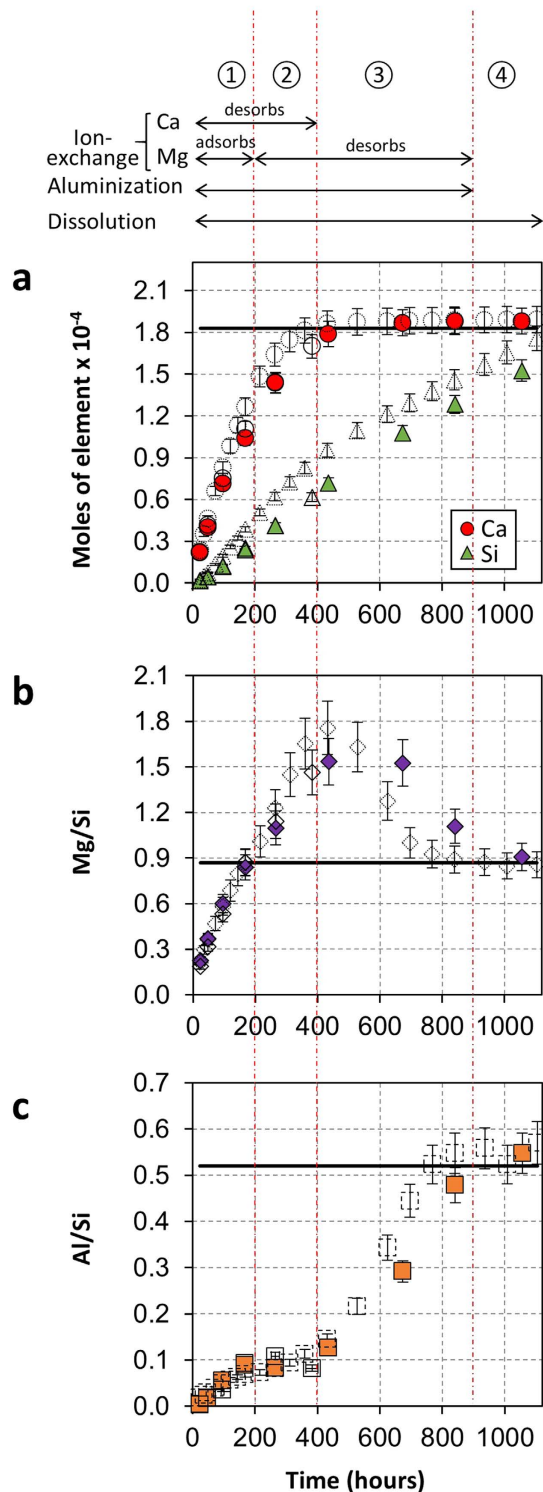 ① ② ③ ④
desorbs
Ca
Ion-
exchange
adsorbs
desorbs
Mg
Aluminization
Dissolution
a
2.1
1.8
1.5
1.2
0.9
0.6
0.3
0.0
Moles of element x 10-4
Ca
Si
0 200 400 600 800 1000
b
2.1
1.8
1.5
1.2
0.9
0.6
0.3
0.0
Mg/Si
0 200 400 600 800 1000
c
0.7
0.6
0.5
0.4
0.3
0.2
0.1
0.0
Al/Si
0 200 400 600 800 1000
Time (hours)